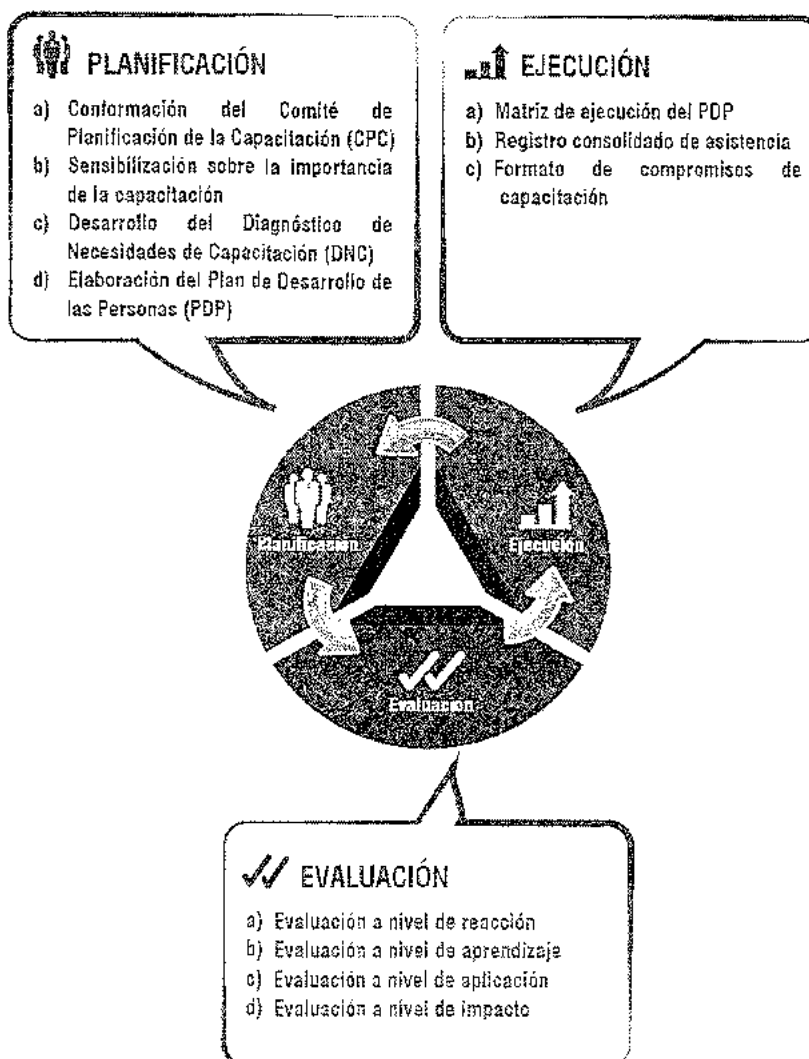 PLANIFICACIÓN
a) Conformación del Comité de
Planificación de la Capacitación (CPC)
b) Sensibilización sobre la importancia
de la capacitación
c) Desarrollo del Diagnóstico de
Necesidades de Capacitación (DNC)
d) Elaboración del Plan de Desarrollo de
las Personas (PDP)
EJECUCIÓN
a) Matriz de ejecución del PDP
b) Registro consolidado de asistencia
c) Formato de compromisos de
capacitación
Planificación
Ejecución
Evaluación
EVALUACIÓN
a) Evaluación a nivel de reacción
b) Evaluación a nivel de aprendizaje
c) Evaluación a nivel de aplicación
d) Evaluación a nivel de impacto